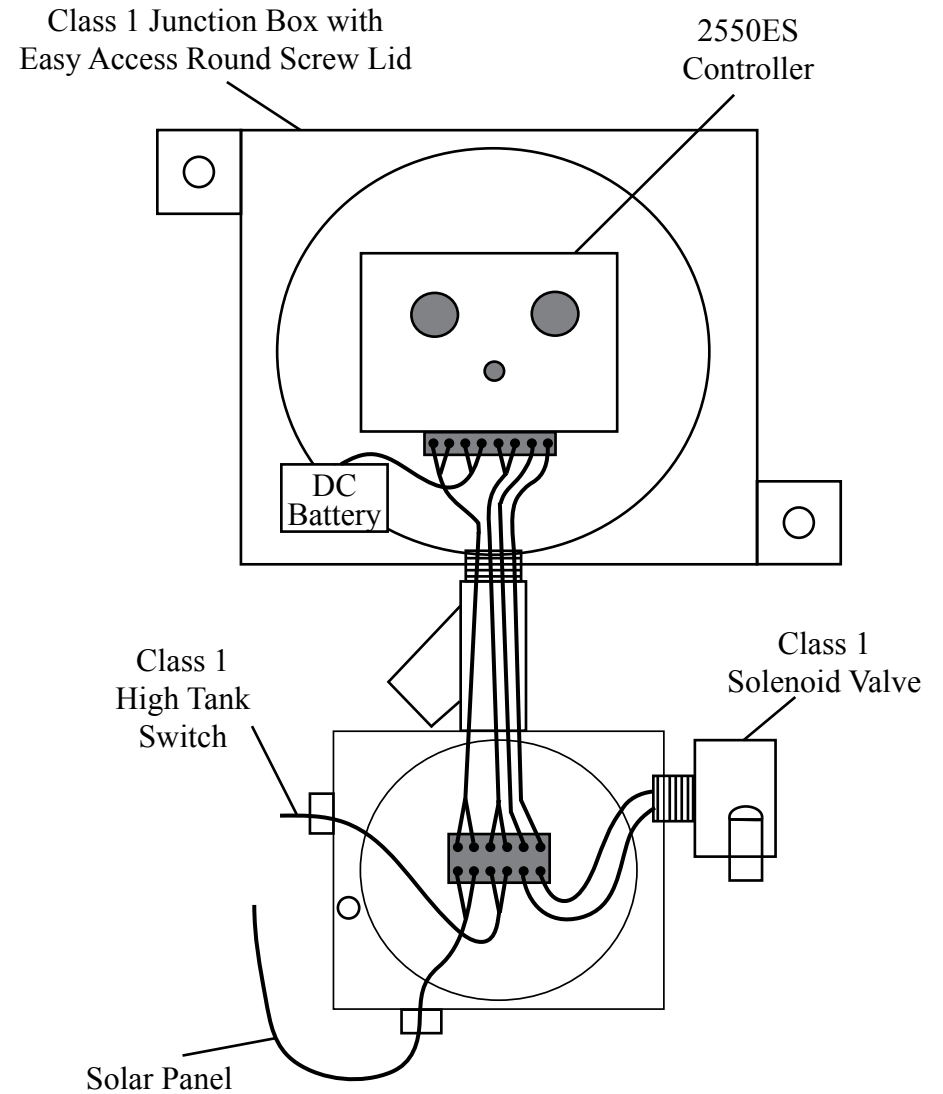 Class 1 Junction Box with
Easy Access Round Screw Lid
2550ES
Controller
DC
Battery
Class 1
High Tank
Switch
Class 1
Solenoid Valve
Solar Panel